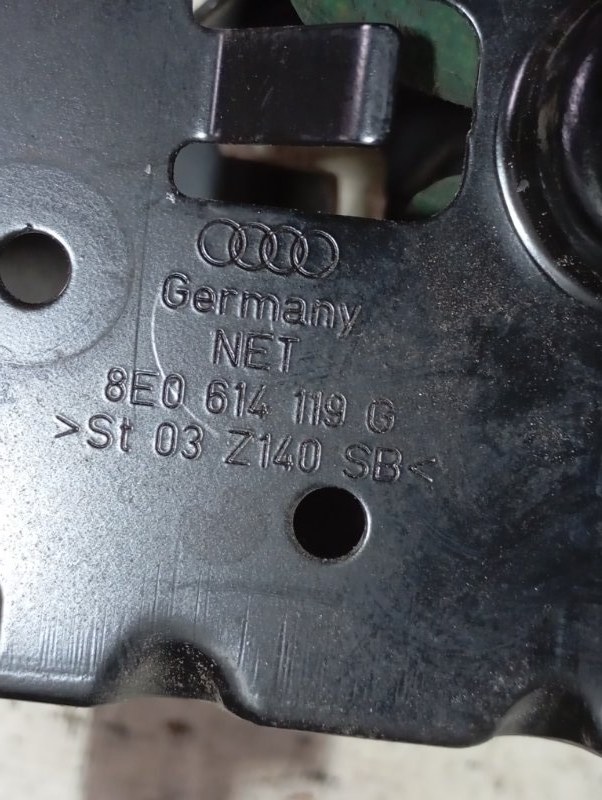 Germany
NET
8E0 614 119 G
>St 03 Z140 SB<